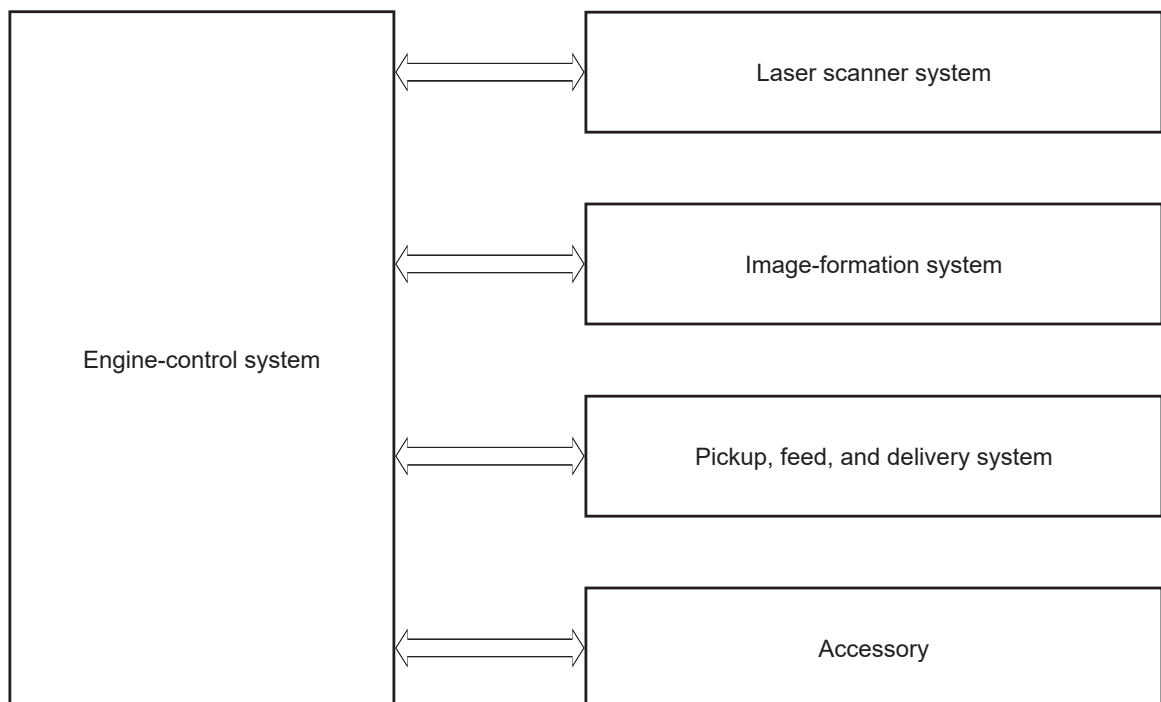 Laser scanner system
Image-formation system
Engine-control system
Pickup, feed, and delivery system
Accessory